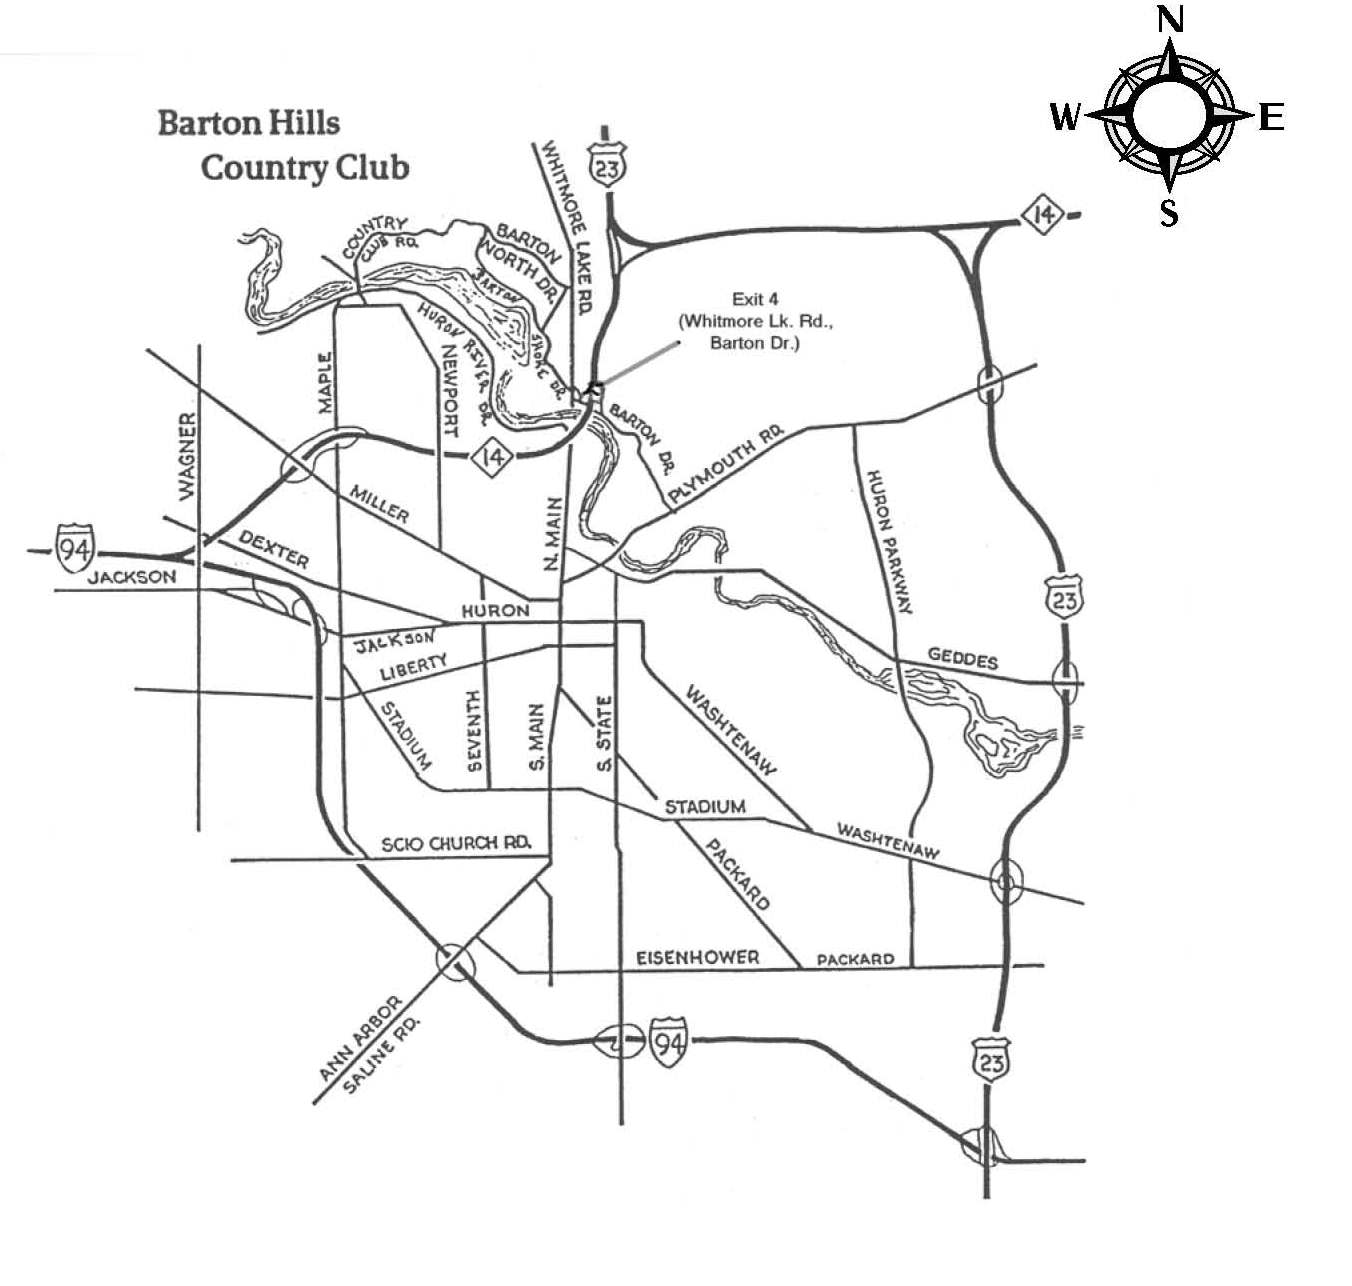 N
W
E
S
Barton Hills
Country Club
23
14
WHITMORE LAKE RD.
COUNTRY
CLUB RD.
BARTON
NORTH DR.
BARTON
SHORE DR.
Exit 4
(Whitmore Lk. Rd.,
Barton Dr.)
HURON RIVER DR.
MAPLE
NEWPORT
WAGNER
14
BARTON DR.
PLYMOUTH RD.
HURON PARKWAY
MILLER
N. MAIN
94
DEXTER
JACKSON
23
HURON
JACKSON
LIBERTY
GEDDES
STADIUM
SEVENTH
S. MAIN
S. STATE
WASHTENAW
STADIUM
WASHTENAW
SCIO CHURCH RD.
PACKARD
EISENHOWER
PACKARD
ANN ARBOR
SALINE RD.
94
23